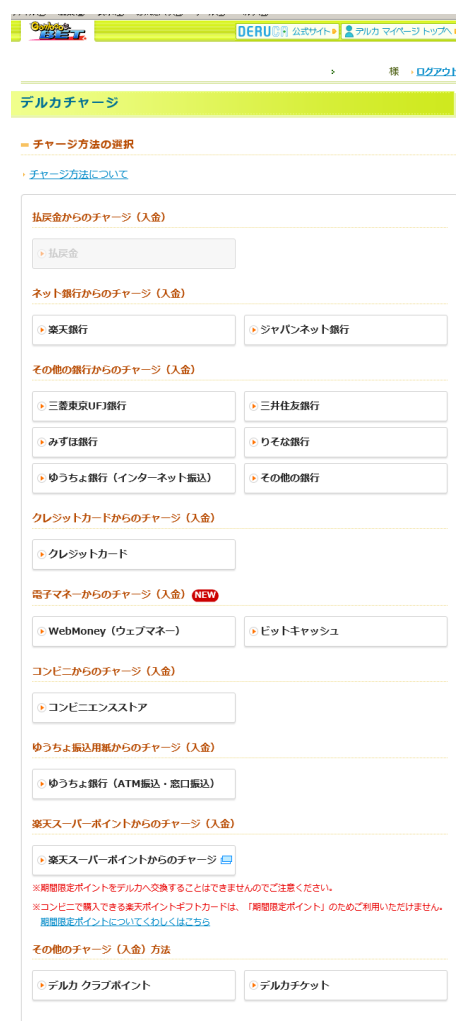 DERUCA 公式サイト
デルカ マイページ トップへ
様 ログアウト
デルカチャージ
チャージ方法の選択
チャージ方法について
払戻金からのチャージ（入金）
払戻金
ネット銀行からのチャージ（入金）
楽天銀行 ジャパンネット銀行
その他の銀行からのチャージ（入金）
三菱東京UFJ銀行 三井住友銀行
みずほ銀行 りそな銀行
ゆうちょ銀行（インターネット振込） その他の銀行
クレジットカードからのチャージ（入金）
クレジットカード
電子マネーからのチャージ（入金） NEW
WebMoney（ウェブマネー） ビットキャッシュ
コンビニからのチャージ（入金）
コンビニエンスストア
ゆうちょ振込用紙からのチャージ（入金）
ゆうちょ銀行（ATM振込・窓口振込）
楽天スーパーポイントからのチャージ（入金）
楽天スーパーポイントからのチャージ
※期間限定ポイントをデルカへ交換することはできませんのでご注意ください。
※コンビニで購入できる楽天ポイントギフトカードは、「期間限定ポイント」のためご利用いただけません。
期間限定ポイントについてくわしくはこちら
その他のチャージ（入金）方法
デルカ クラブポイント デルカチケット